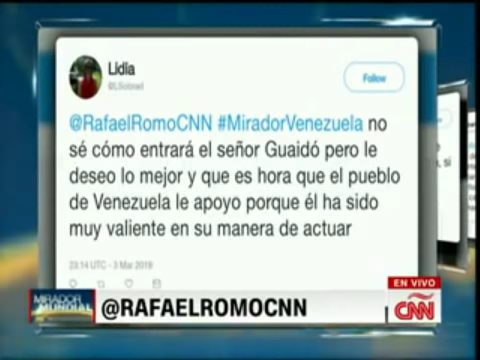 Lidia
Follow
@RafaelRomoCNN #MiradorVenezuela no
sé cómo entrará el señor Guaidó pero le
deseo lo mejor y que es hora que el pueblo
de Venezuela le apoyo porque él ha sido
muy valiente en su manera de actuar
23:14 UTC - 3 Mar 2019
EN VIVO
MIRADOR
MUNDIAL
@RAFAELROMOCNN
CNN